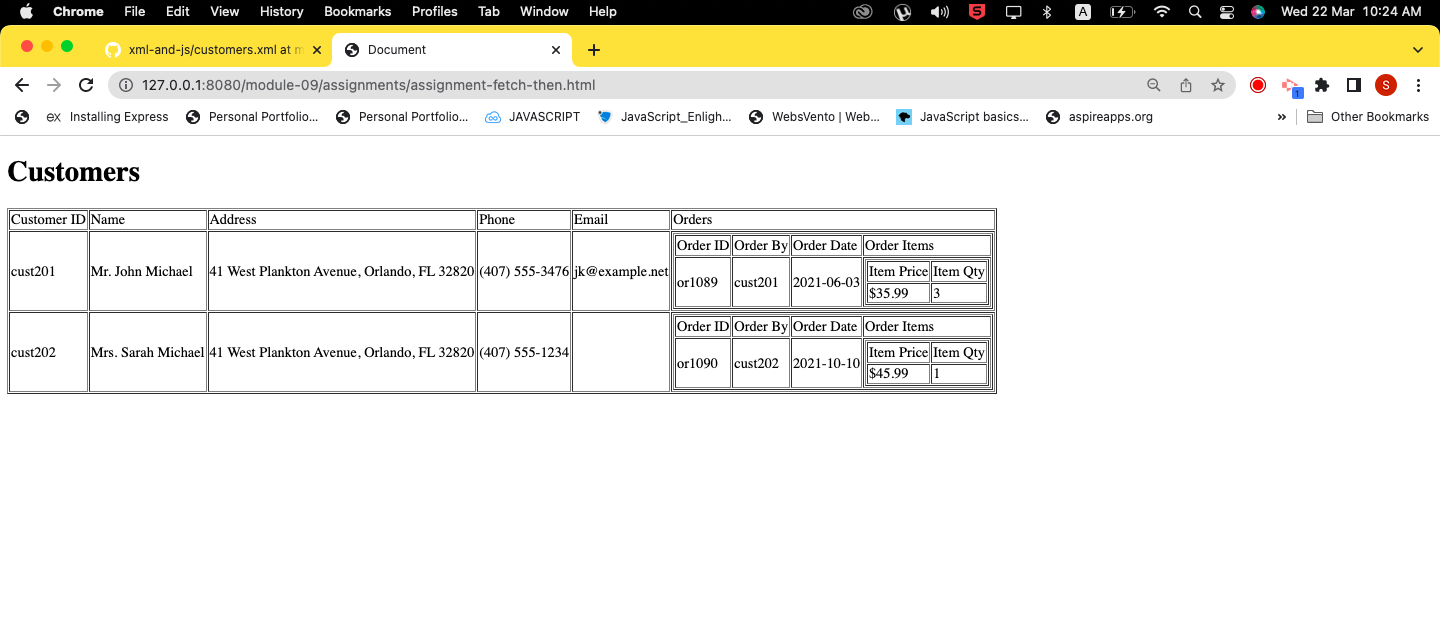 Chrome File Edit View History Bookmarks Profiles Tab Window Help A Wed 22 Mar 10:24 AM
xml-and-js/customers.xml at m Document
127.0.0.1:8080/module-09/assignments/assignment-fetch-then.html S 1
ex Installing Express Personal Portfolio... Personal Portfolio... JAVASCRIPT JavaScript_Enligh... WebsVento | Web... JavaScript basics... aspireapps.org » Other Bookmarks
Customers
Customer ID Name Address Phone Email Orders
Order ID Order By Order Date Order Items
cust201 Mr. John Michael 41 West Plankton Avenue, Orlando, FL 32820 (407) 555-3476 jk@example.net
Item Price Item Qty
or1089 cust201 2021-06-03
$35.99 3
Order ID Order By Order Date Order Items
cust202 Mrs. Sarah Michael 41 West Plankton Avenue, Orlando, FL 32820 (407) 555-1234
Item Price Item Qty
or1090 cust202 2021-10-10
$45.99 1